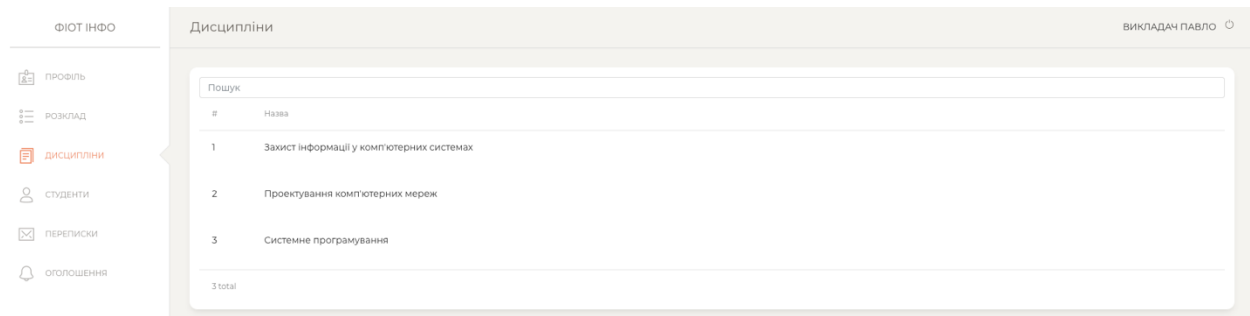 ФІОТ ІНФО
ПРОФІЛЬ
РОЗКЛАД
ДИСЦИПЛІНИ
СТУДЕНТИ
ПЕРЕПИСКИ
ОГОЛОШЕННЯ
Дисципліни
ВИКЛАДАЧ ПАВЛО
Пошук
# Назва
1 Захист інформації у комп'ютерних системах
2 Проектування комп'ютерних мереж
3 Системне програмування
3 total